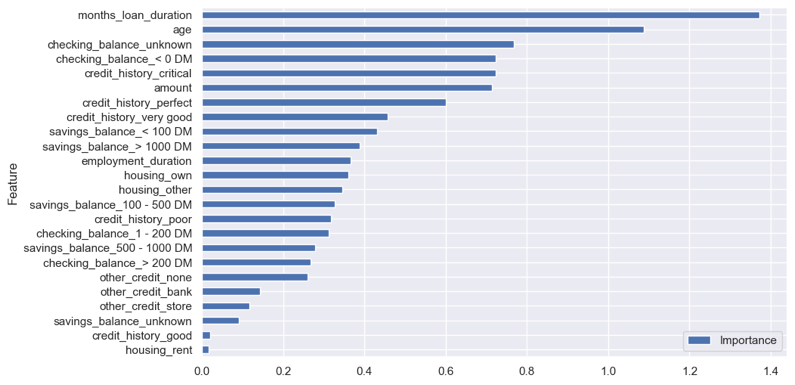 months_loan_duration
age
checking_balance_unknown
checking_balance_< 0 DM
credit_history_critical
amount
credit_history_perfect
credit_history_very good
savings_balance_< 100 DM
savings_balance_> 1000 DM
employment_duration
housing_own
housing_other
savings_balance_100 - 500 DM
credit_history_poor
checking_balance_1 - 200 DM
savings_balance_500 - 1000 DM
checking_balance_> 200 DM
other_credit_none
other_credit_bank
other_credit_store
savings_balance_unknown
credit_history_good
housing_rent
Feature
Importance
0.0 0.2 0.4 0.6 0.8 1.0 1.2 1.4